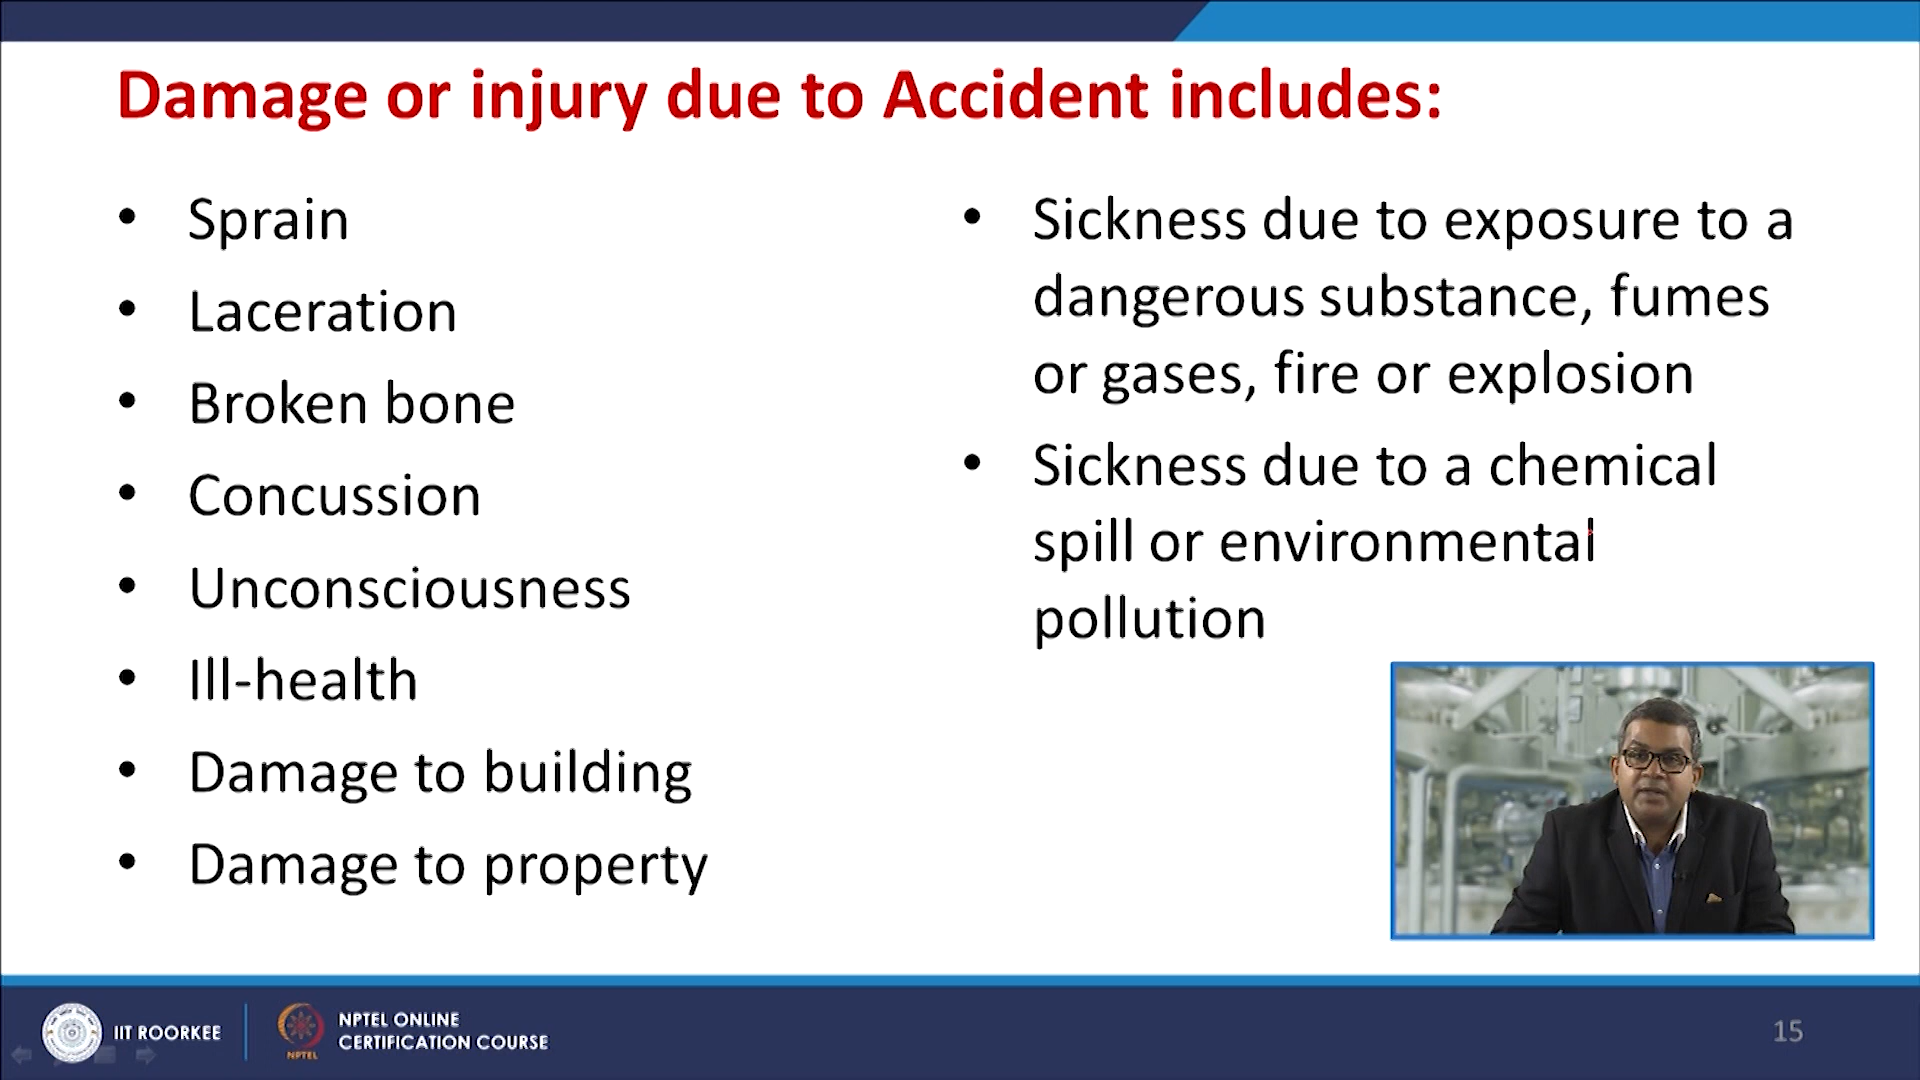 Damage or injury due to Accident includes:
• Sprain
• Laceration
• Broken bone
• Concussion
• Unconsciousness
• Ill-health
• Damage to building
• Damage to property
• Sickness due to exposure to a
dangerous substance, fumes
or gases, fire or explosion
• Sickness due to a chemical
spill or environmental
pollution
IIT ROORKEE
NPTEL
NPTEL ONLINE
CERTIFICATION COURSE
15